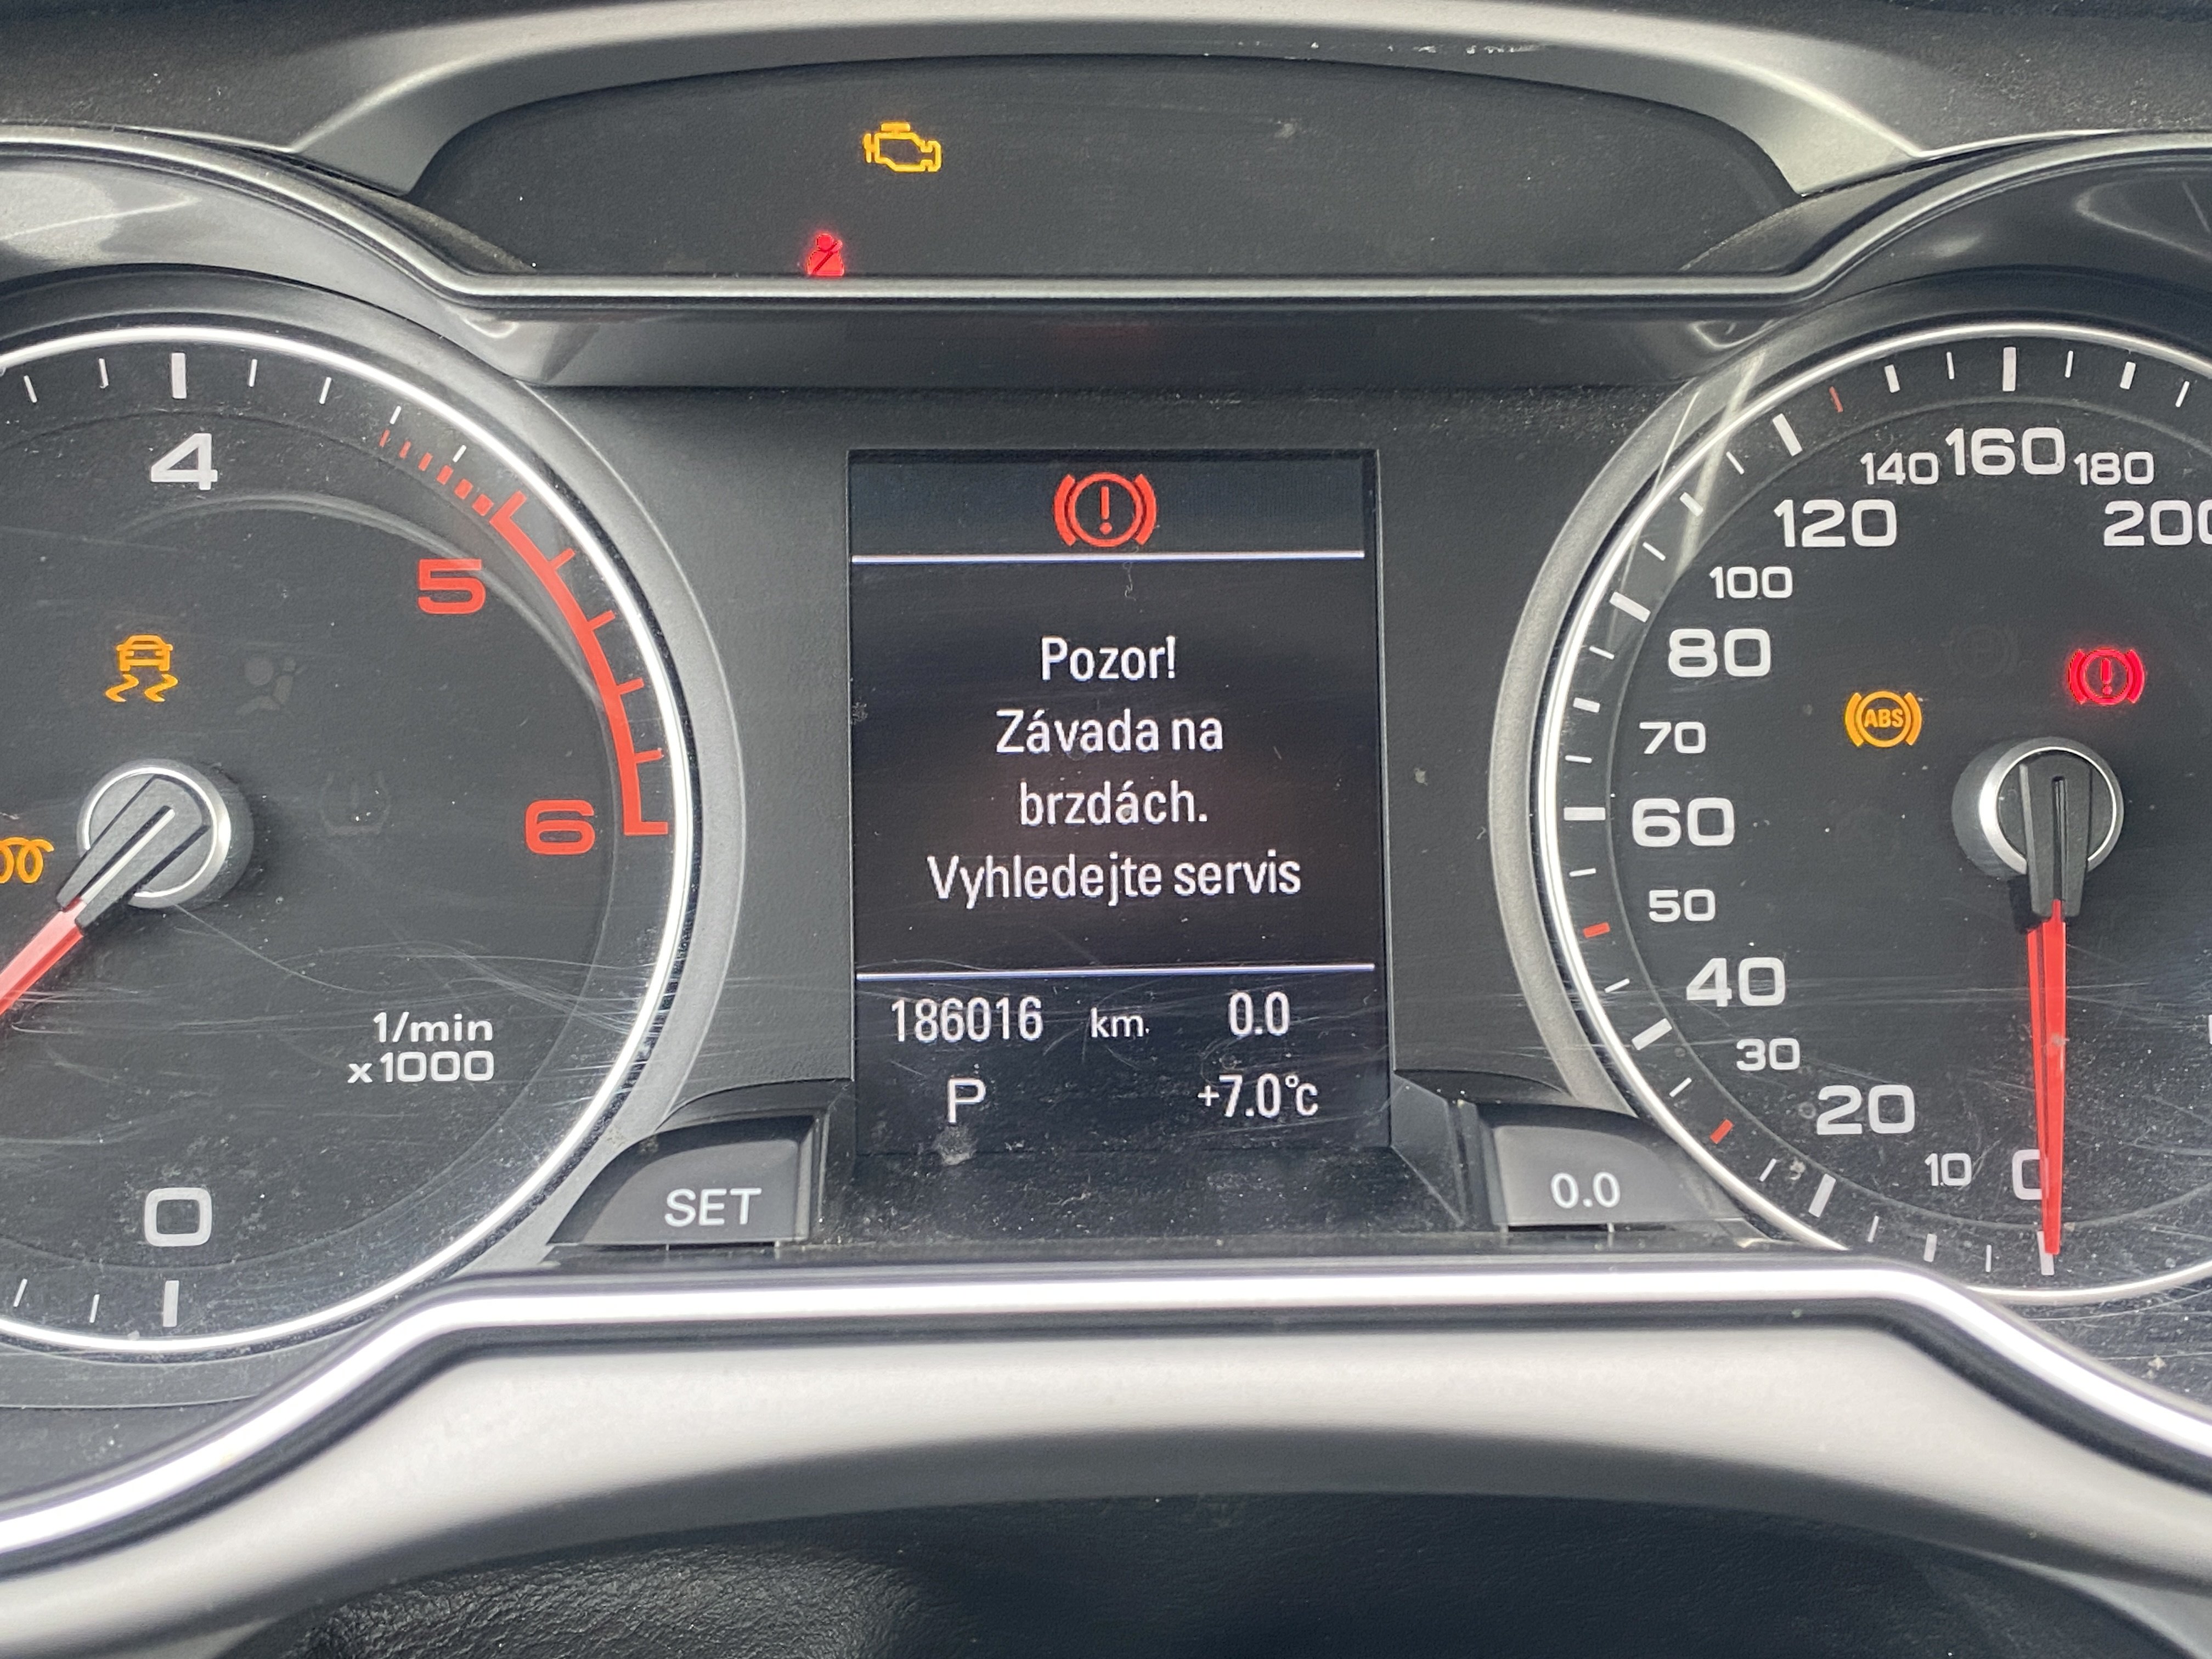 4
5
6
1/min
x1000
0
SET
Pozor!
Závada na
brzdách.
Vyhledejte servis
186016 km 0.0
P +7.0°c
0.0
ABS
0
10
20
30
40
50
60
70
80
100
120
140
160
180